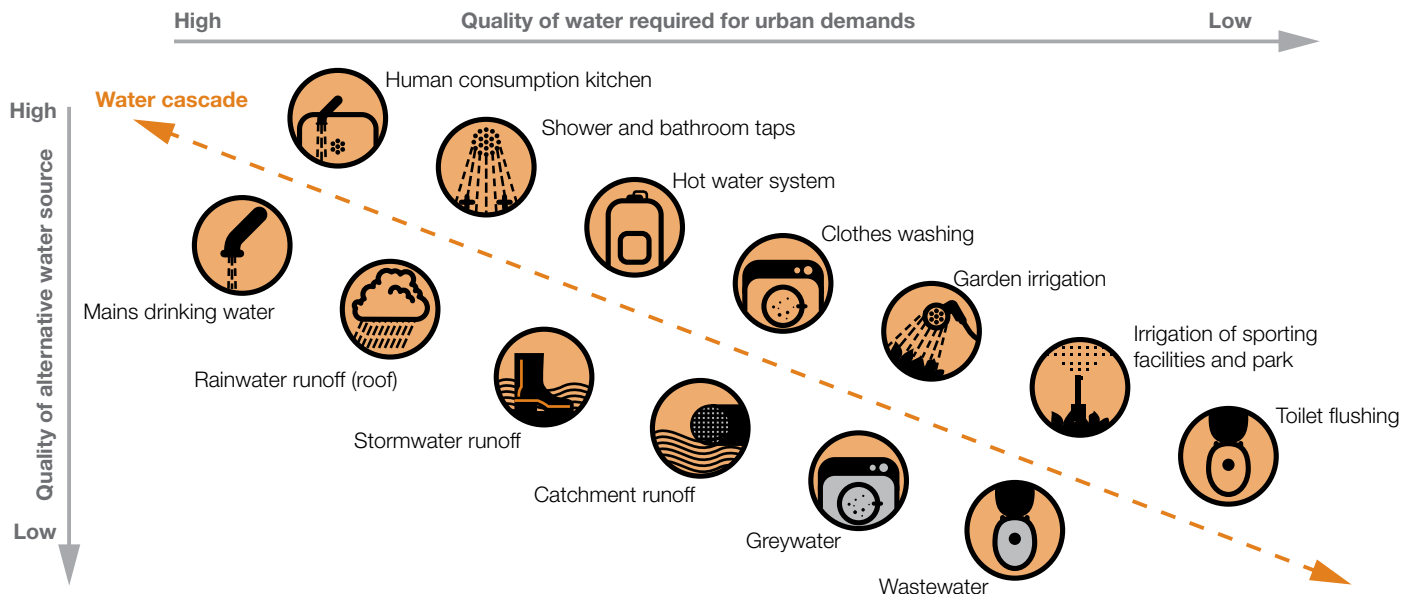 High
Quality of water required for urban demands
Low
High
Quality of alternative water source
Low
Water cascade
Human consumption kitchen
Shower and bathroom taps
Hot water system
Clothes washing
Garden irrigation
Irrigation of sporting
facilities and park
Toilet flushing
Mains drinking water
Rainwater runoff (roof)
Stormwater runoff
Catchment runoff
Greywater
Wastewater